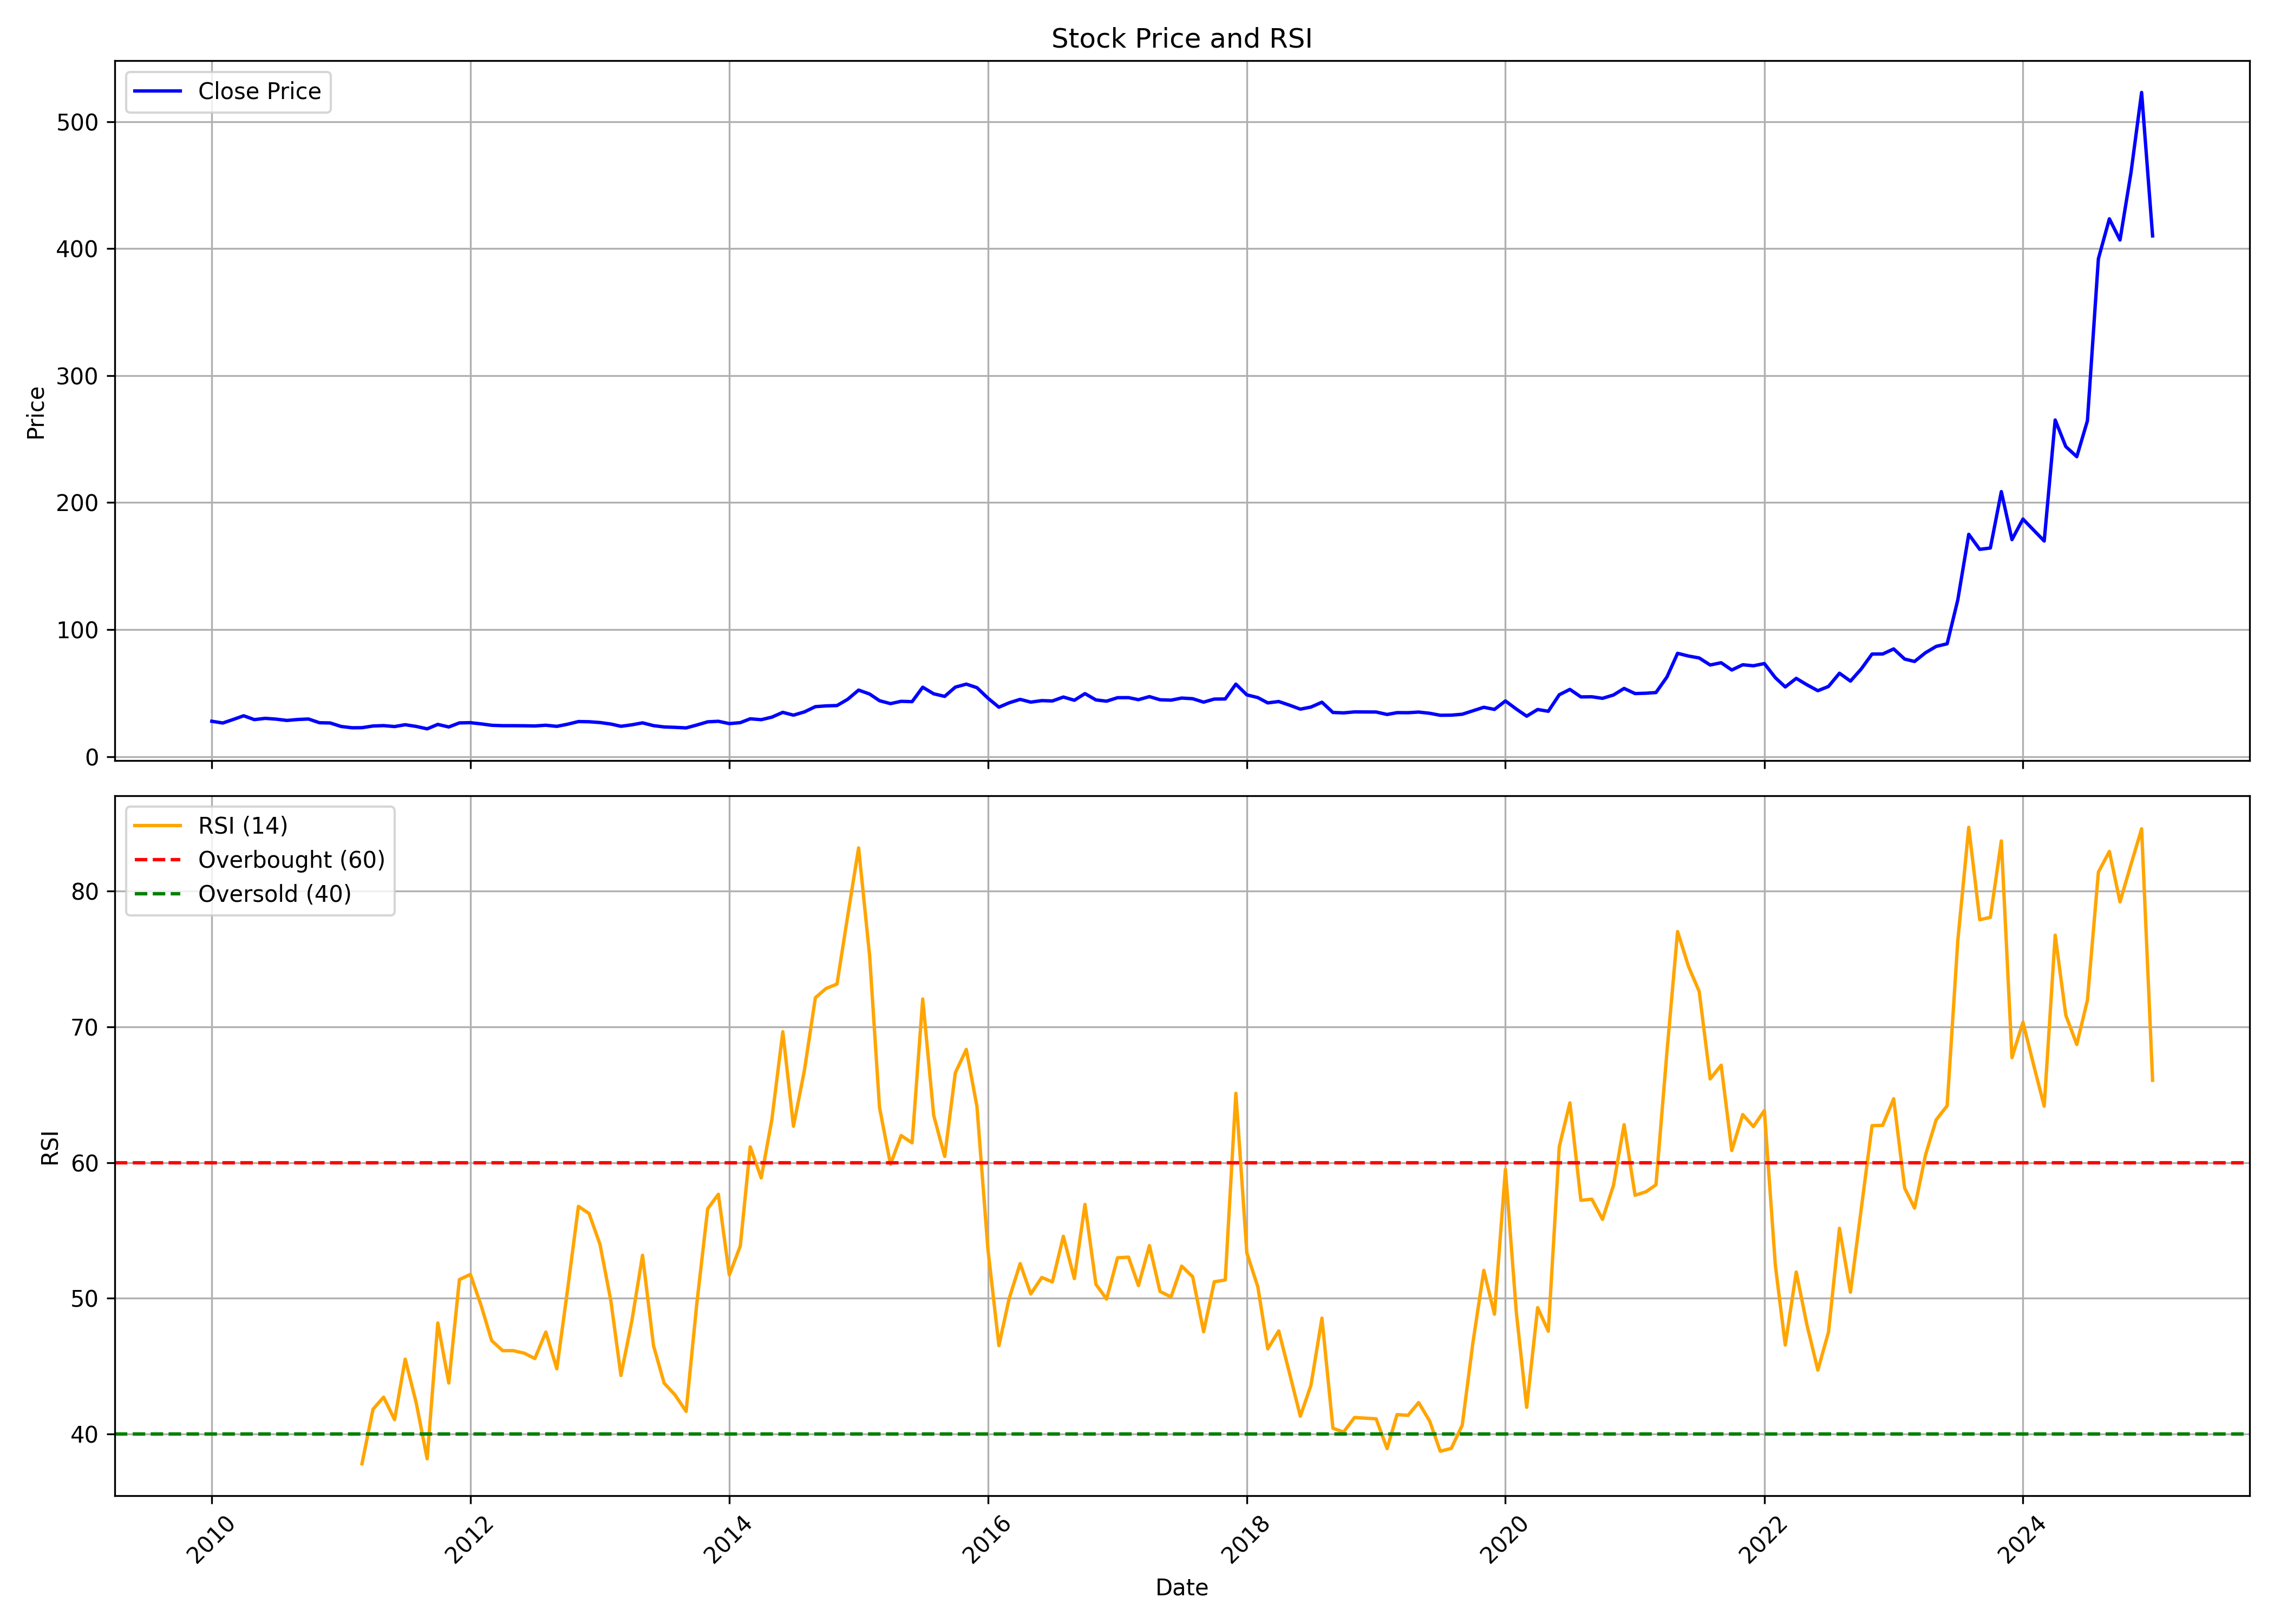 Stock Price and RSI
Close Price
500
400
300
200
100
0
Price
RSI (14)
Overbought (60)
Oversold (40)
80
70
60
50
40
RSI
2010
2012
2014
2016
2018
2020
2022
2024
Date